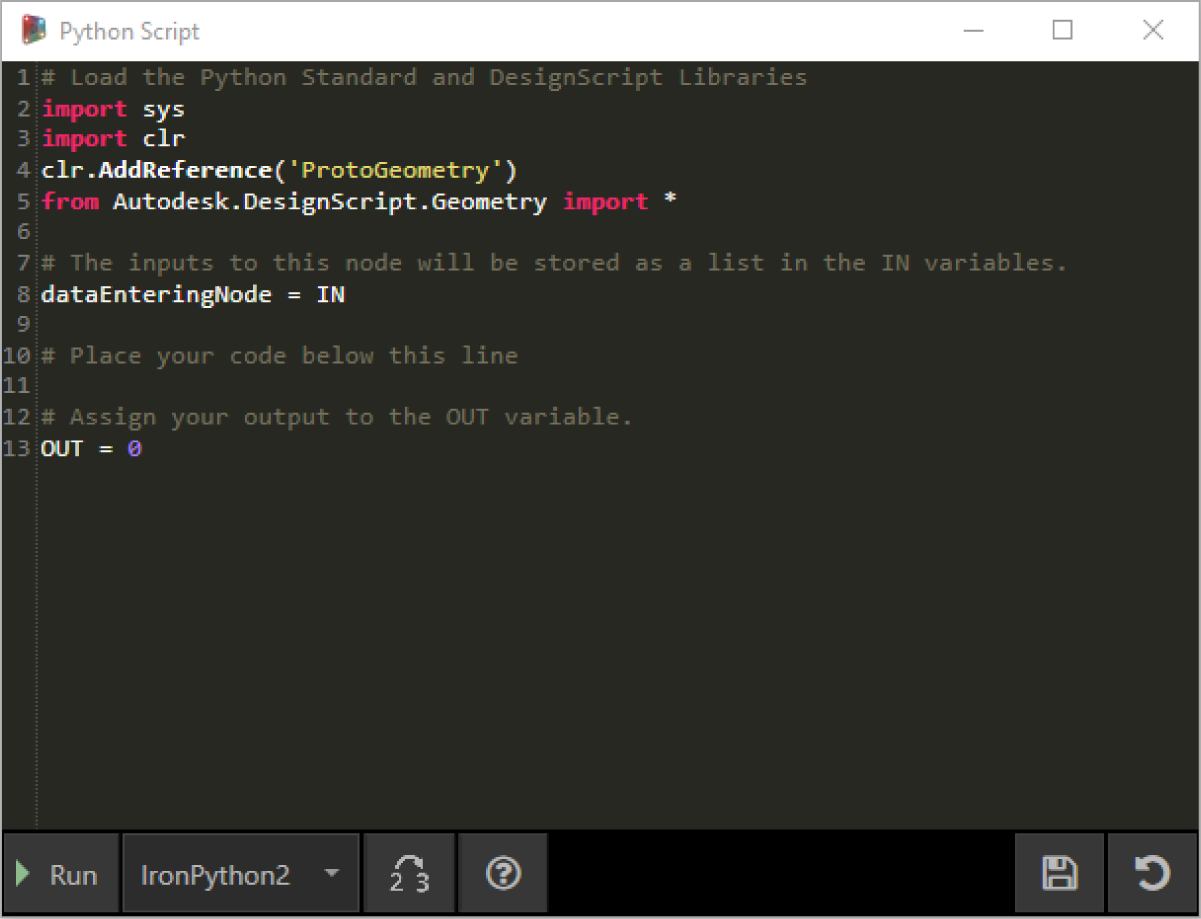 Python Script
1 # Load the Python Standard and DesignScript Libraries
2 import sys
3 import clr
4 clr.AddReference('ProtoGeometry')
5 from Autodesk.DesignScript.Geometry import *
6
7 # The inputs to this node will be stored as a list in the IN variables.
8 dataEnteringNode = IN
9
10 # Place your code below this line
11
12 # Assign your output to the OUT variable.
13 OUT = 0
Run IronPython2 2 3 ?